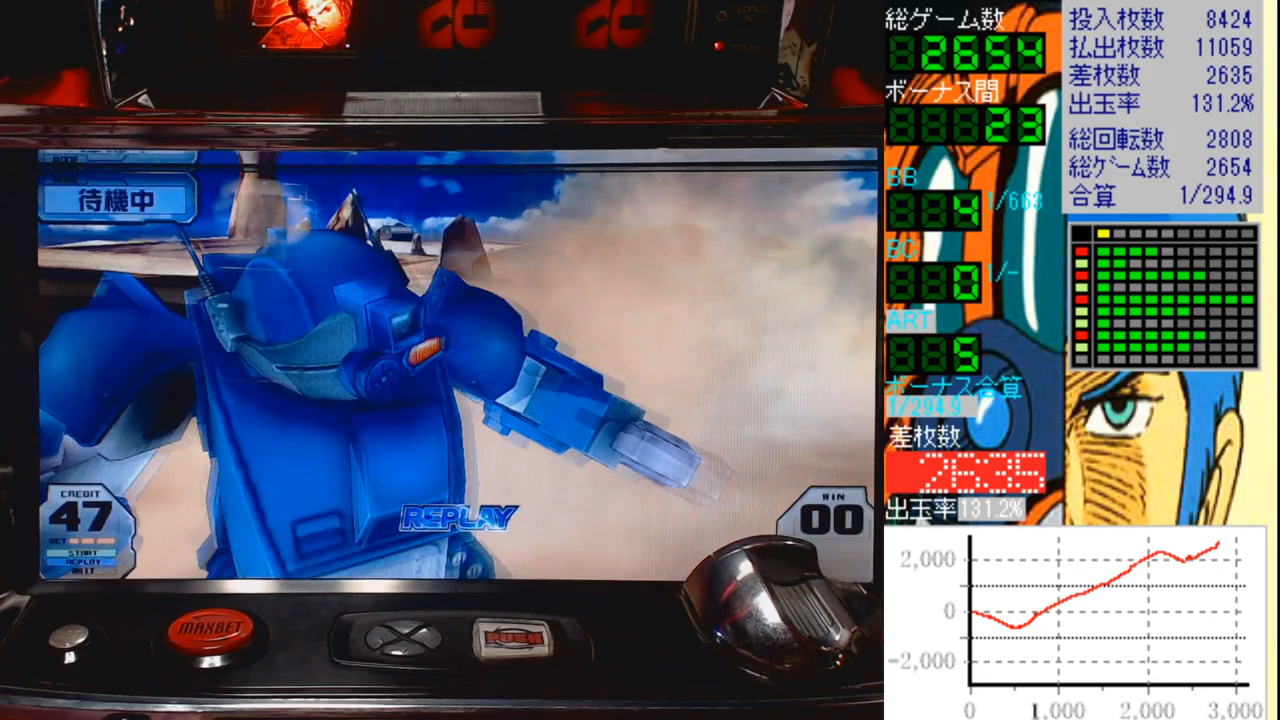 待機中
CREDIT
47
BET
START
REPLAY
WAIT
REPLAY
WIN
00
MAXBET
PUSH
総ゲーム数
2654
ボーナス間
23
BB
4 1/663
BC
0 1/-
ART
5
ボーナス合算
1/294.9
差枚数
2635
出玉率 131.2%
投入枚数 8424
払出枚数 11059
差枚数 2635
出玉率 131.2%
総回転数 2808
総ゲーム数 2654
合算 1/294.9
2,000
0
-2,000
0 1,000 2,000 3,000